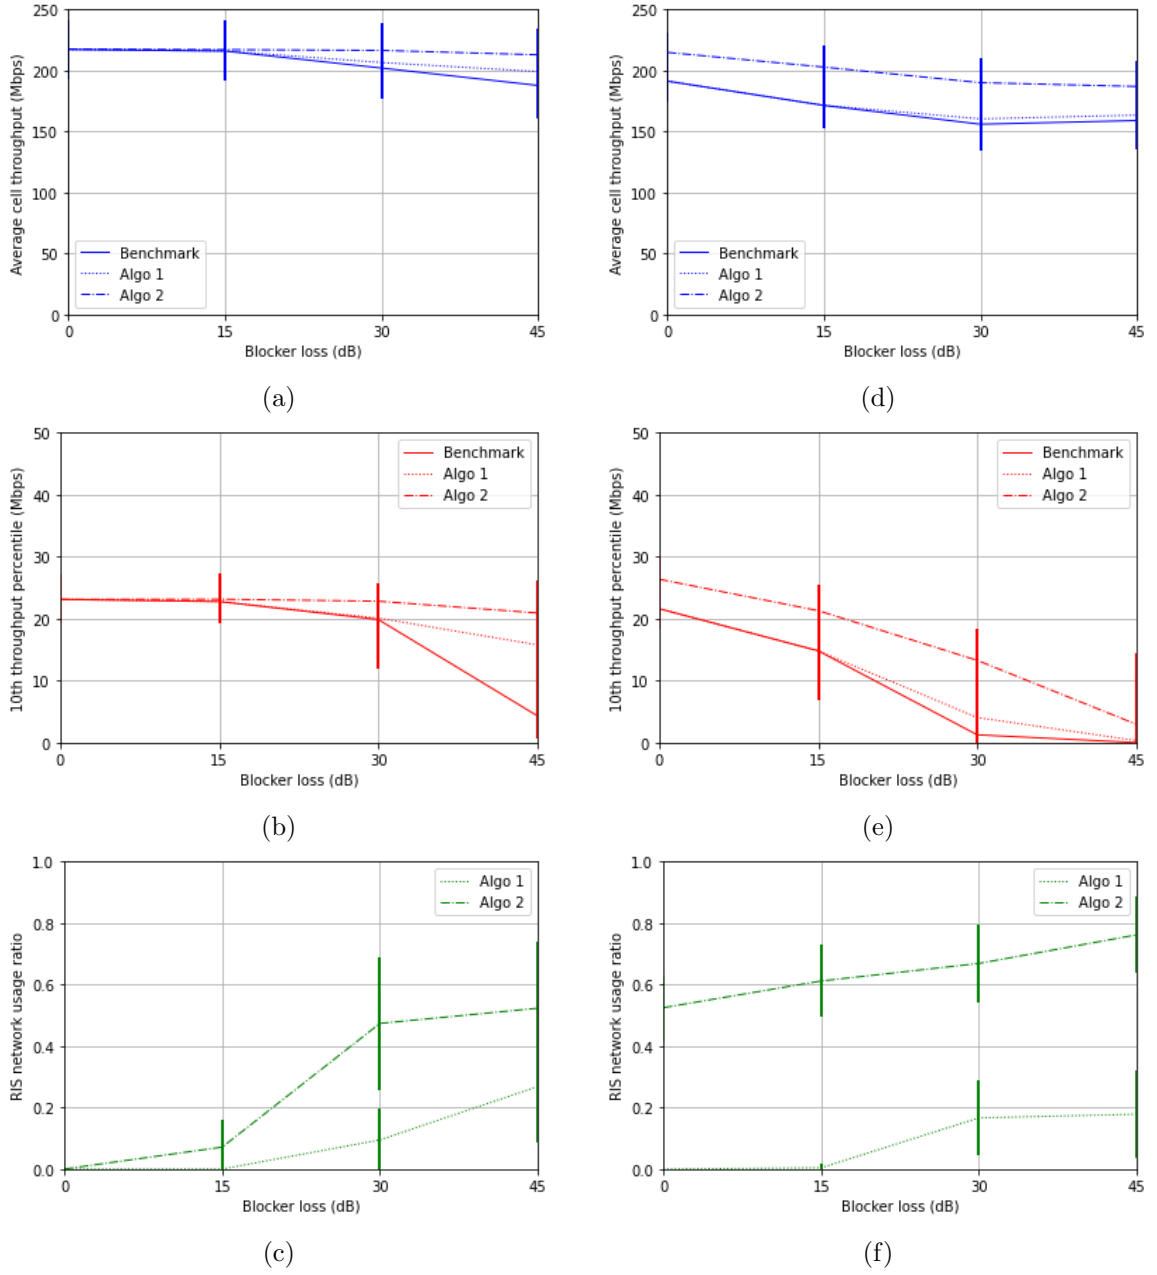 250
200
150
100
50
0
Average cell throughput (Mbps)
Benchmark
Algo 1
Algo 2
0 15 30 45
Blocker loss (dB)
(a)
250
200
150
100
50
0
Average cell throughput (Mbps)
Benchmark
Algo 1
Algo 2
0 15 30 45
Blocker loss (dB)
(d)
50
40
30
20
10
0
10th throughput percentile (Mbps)
Benchmark
Algo 1
Algo 2
0 15 30 45
Blocker loss (dB)
(b)
50
40
30
20
10
0
10th throughput percentile (Mbps)
Benchmark
Algo 1
Algo 2
0 15 30 45
Blocker loss (dB)
(e)
1.0
0.8
0.6
0.4
0.2
0.0
RIS network usage ratio
Algo 1
Algo 2
0 15 30 45
Blocker loss (dB)
(c)
1.0
0.8
0.6
0.4
0.2
0.0
RIS network usage ratio
Algo 1
Algo 2
0 15 30 45
Blocker loss (dB)
(f)